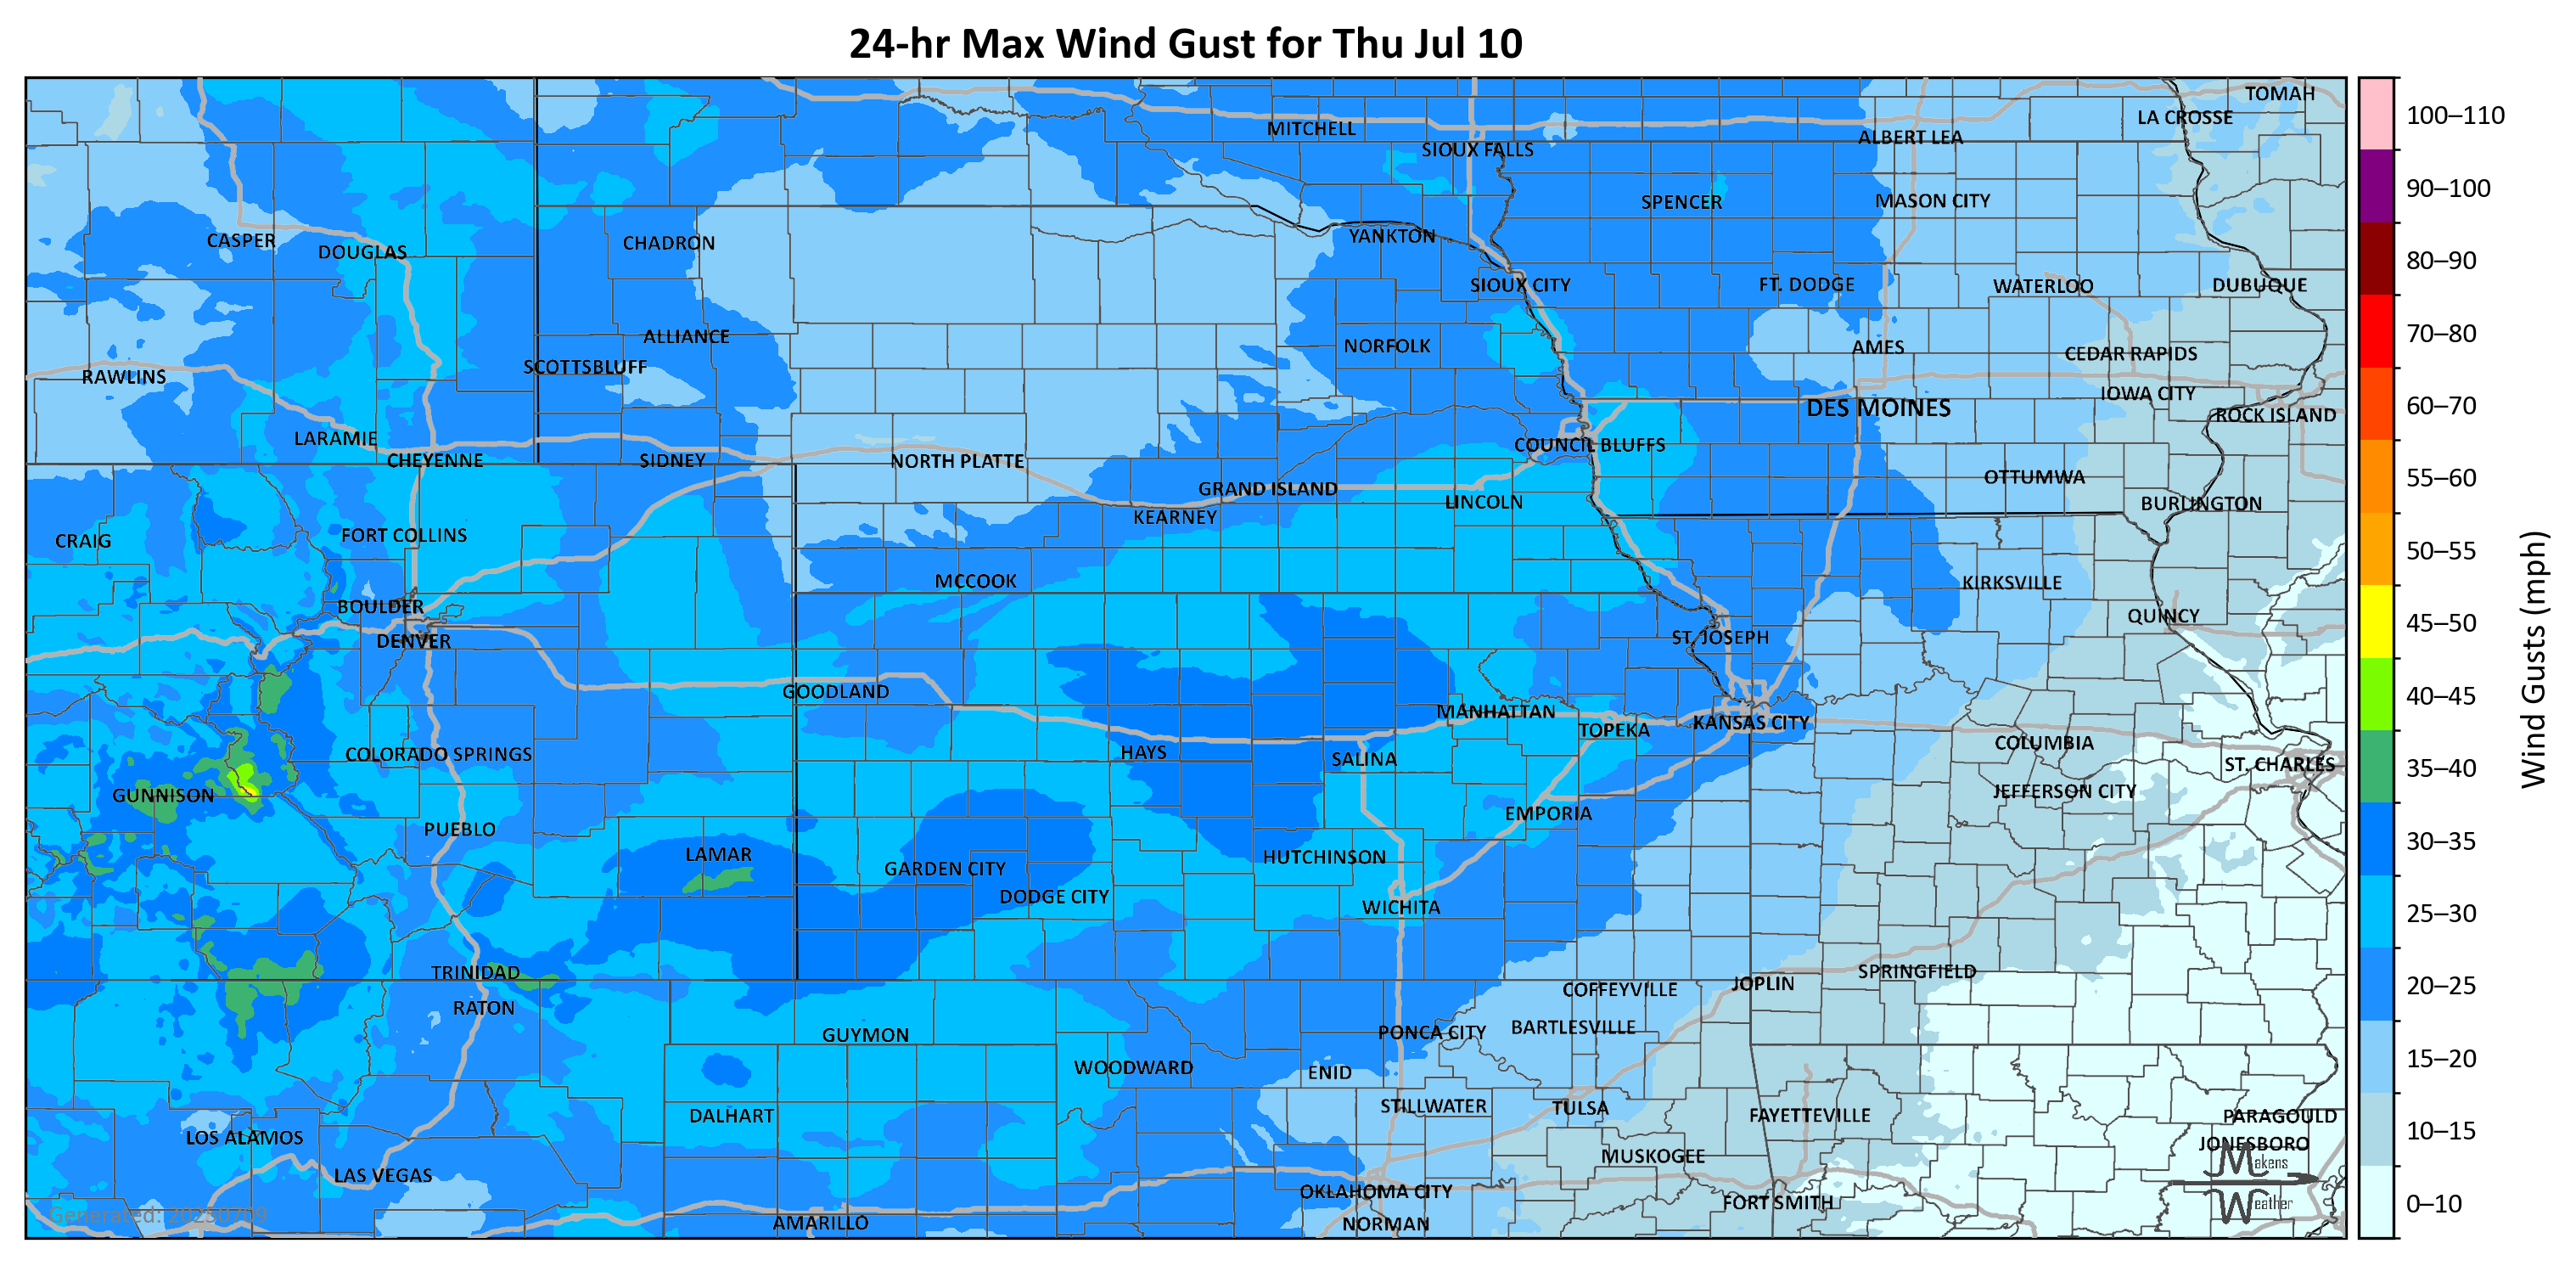 24-hr Max Wind Gust for Thu Jul 10
TOMAH
LA CROSSE
MITCHELL
ALBERT LEA
SIOUX FALLS
SPENCER
MASON CITY
CASPER
DOUGLAS
CHADRON
YANKTON
SIOUX CITY
FT. DODGE
WATERLOO
DUBUQUE
ALLIANCE
NORFOLK
AMES
CEDAR RAPIDS
SCOTTSBLUFF
RAWLINS
IOWA CITY
DES MOINES
ROCK ISLAND
LARAMIE
COUNCIL BLUFFS
CHEYENNE
SIDNEY
NORTH PLATTE
OTTUMWA
GRAND ISLAND
LINCOLN
BURLINGTON
KEARNEY
FORT COLLINS
CRAIG
MCCOOK
KIRKSVILLE
BOULDER
QUINCY
DENVER
ST. JOSEPH
GOODLAND
MANHATTAN
KANSAS CITY
TOPEKA
COLUMBIA
COLORADO SPRINGS
HAYS
SALINA
ST. CHARLES
GUNNISON
JEFFERSON CITY
EMPORIA
PUEBLO
LAMAR
HUTCHINSON
GARDEN CITY
DODGE CITY
WICHITA
TRINIDAD
SPRINGFIELD
JOPLIN
COFFEYVILLE
RATON
BARTLESVILLE
PONCA CITY
GUYMON
WOODWARD
ENID
STILLWATER
TULSA
DALHART
FAYETTEVILLE
PARAGOULD
LOS ALAMOS
JONESBORO
MUSKOGEE
LAS VEGAS
OKLAHOMA CITY
FORT SMITH
AMARILLO
NORMAN
Generated: 20250709
Makens
Weather
100–110
90–100
80–90
70–80
60–70
55–60
50–55
45–50
40–45
35–40
30–35
25–30
20–25
15–20
10–15
0–10
Wind Gusts (mph)